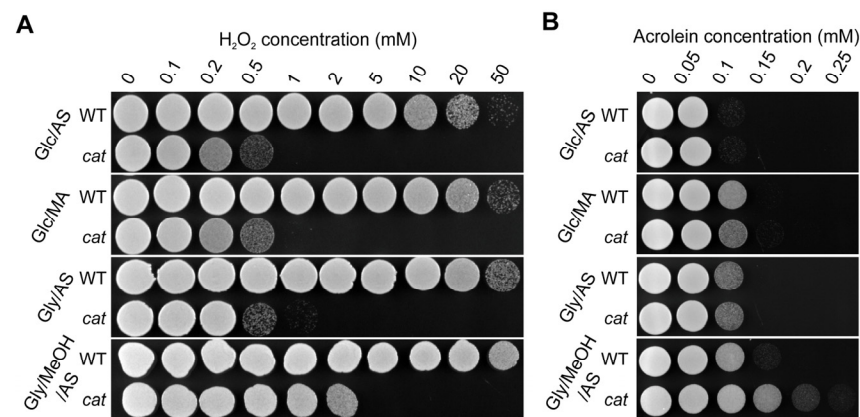 A
H₂O₂ concentration (mM)
0 0.1 0.2 0.5 1 2 5 10 20 50
Glc/AS
WT
cat
Glc/MA
WT
cat
Gly/AS
WT
cat
Gly/MeOH
/AS
WT
cat
B
Acrolein concentration (mM)
0 0.05 0.1 0.15 0.2 0.25
Glc/AS
WT
cat
Glc/MA
WT
cat
Gly/AS
WT
cat
Gly/MeOH
/AS
WT
cat